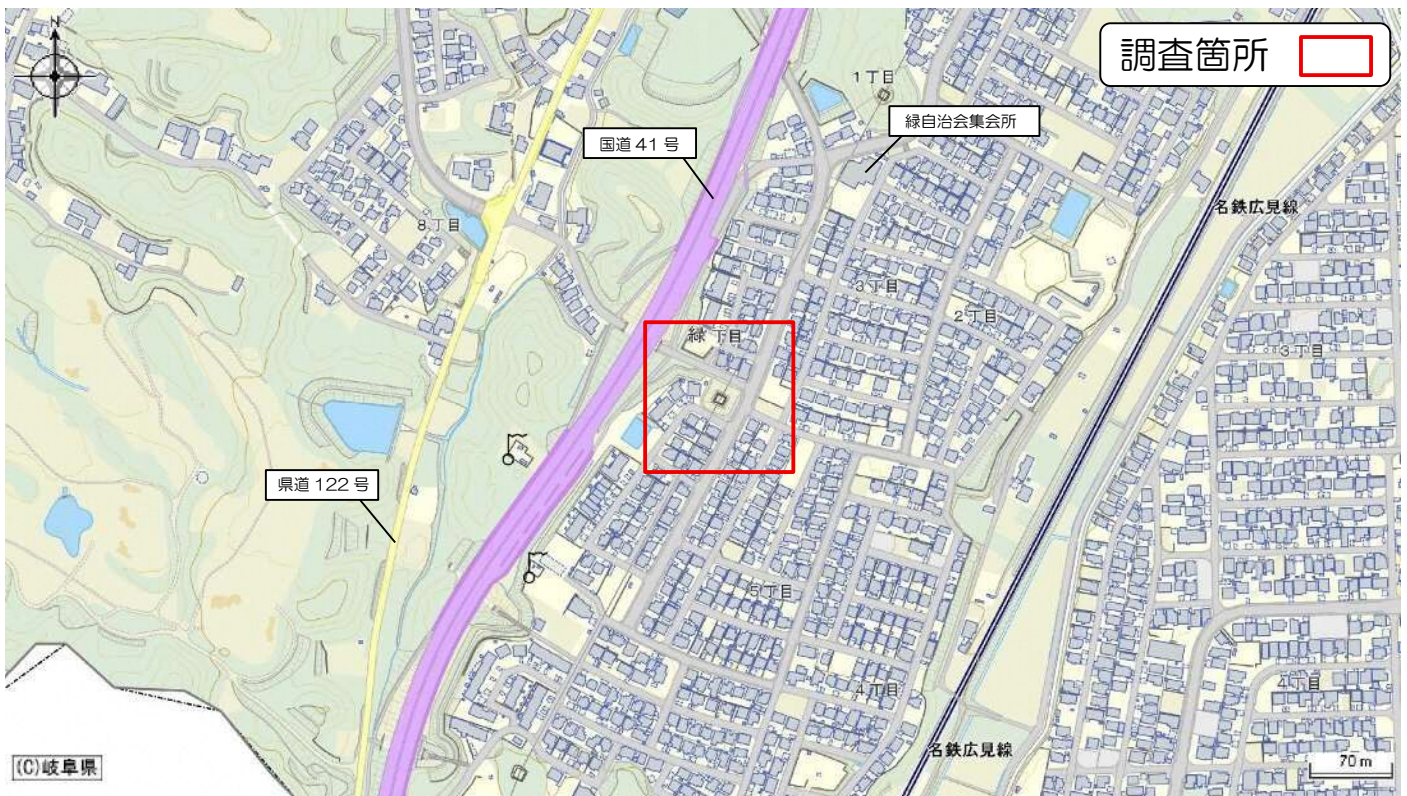 N
調査箇所
1丁目
緑自治会集会所
国道41号
名鉄広見線
8丁目
3丁目
2丁目
緑 丁目
3丁目
県道122号
5丁目
4丁目
4丁目
名鉄広見線
(C)岐阜県
70 m